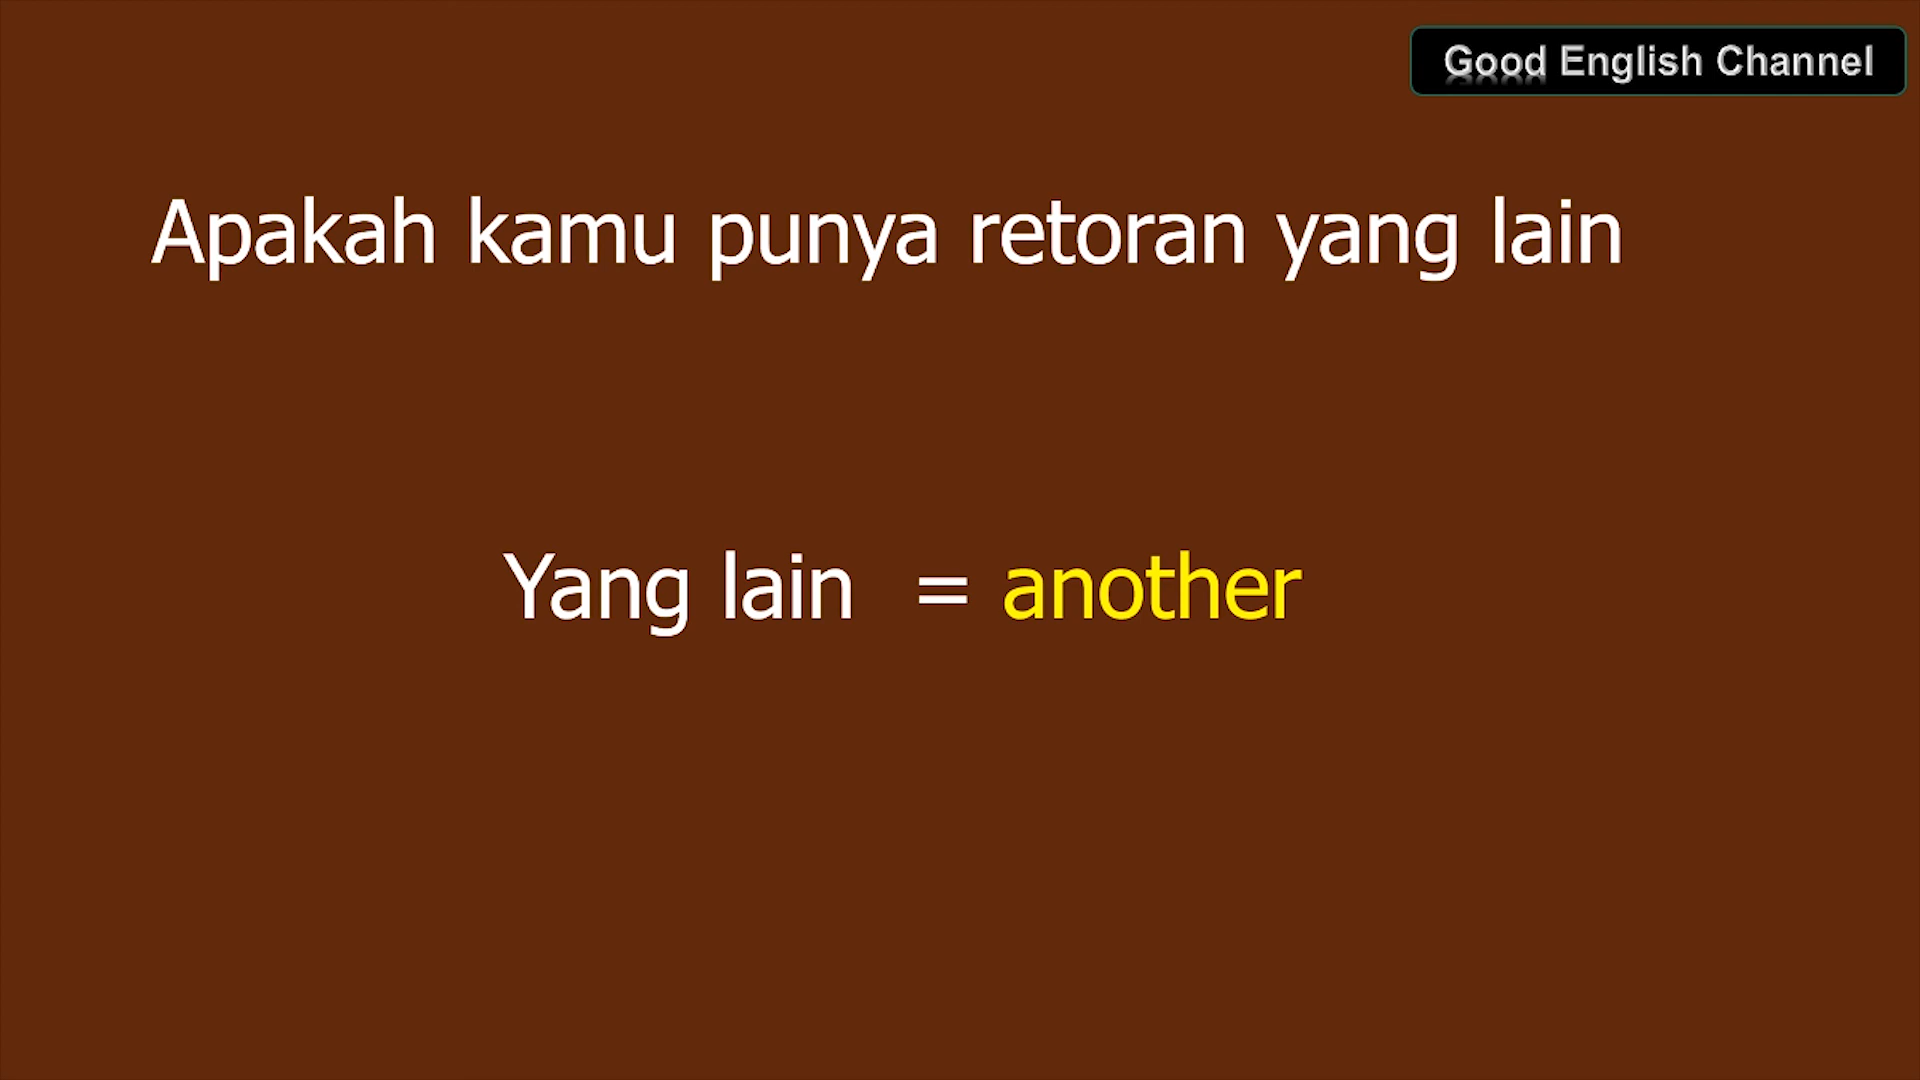 Good English Channel
Apakah kamu punya retoran yang lain
Yang lain = another